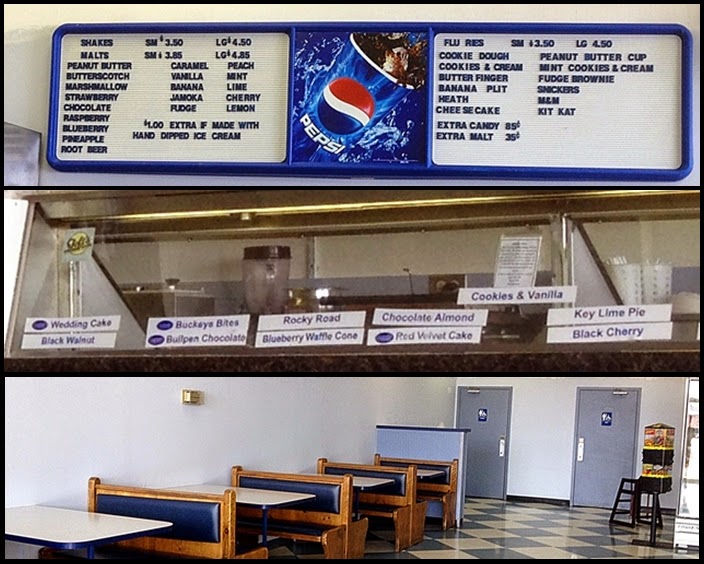 SHAKES SM $3.50 LG $4.50
MALTS SM $3.85 LG $4.85
PEANUT BUTTER CARAMEL PEACH
BUTTERSCOTCH VANILLA MINT
MARSHMALLOW BANANA LIME
STRAWBERRY JAMOKA CHERRY
CHOCOLATE FUDGE LEMON
RASPBERRY
BLUEBERRY $1.00 EXTRA IF MADE WITH
PINEAPPLE HAND DIPPED ICE CREAM
ROOT BEER
PEPSI
FLU RIES SM $3.50 LG 4.50
COOKIE DOUGH PEANUT BUTTER CUP
COOKIES & CREAM MINT COOKIES & CREAM
BUTTER FINGER FUDGE BROWNIE
BANANA PLIT SNICKERS
HEATH M&M
CHEESECAKE KIT KAT
EXTRA CANDY 85¢
EXTRA MALT 35¢
Cookies & Vanilla
Wedding Cake Buckeye Bites Rocky Road Chocolate Almond Key Lime Pie
Black Walnut Bullpen Chocolate Blueberry Waffle Cone Red Velvet Cake Black Cherry